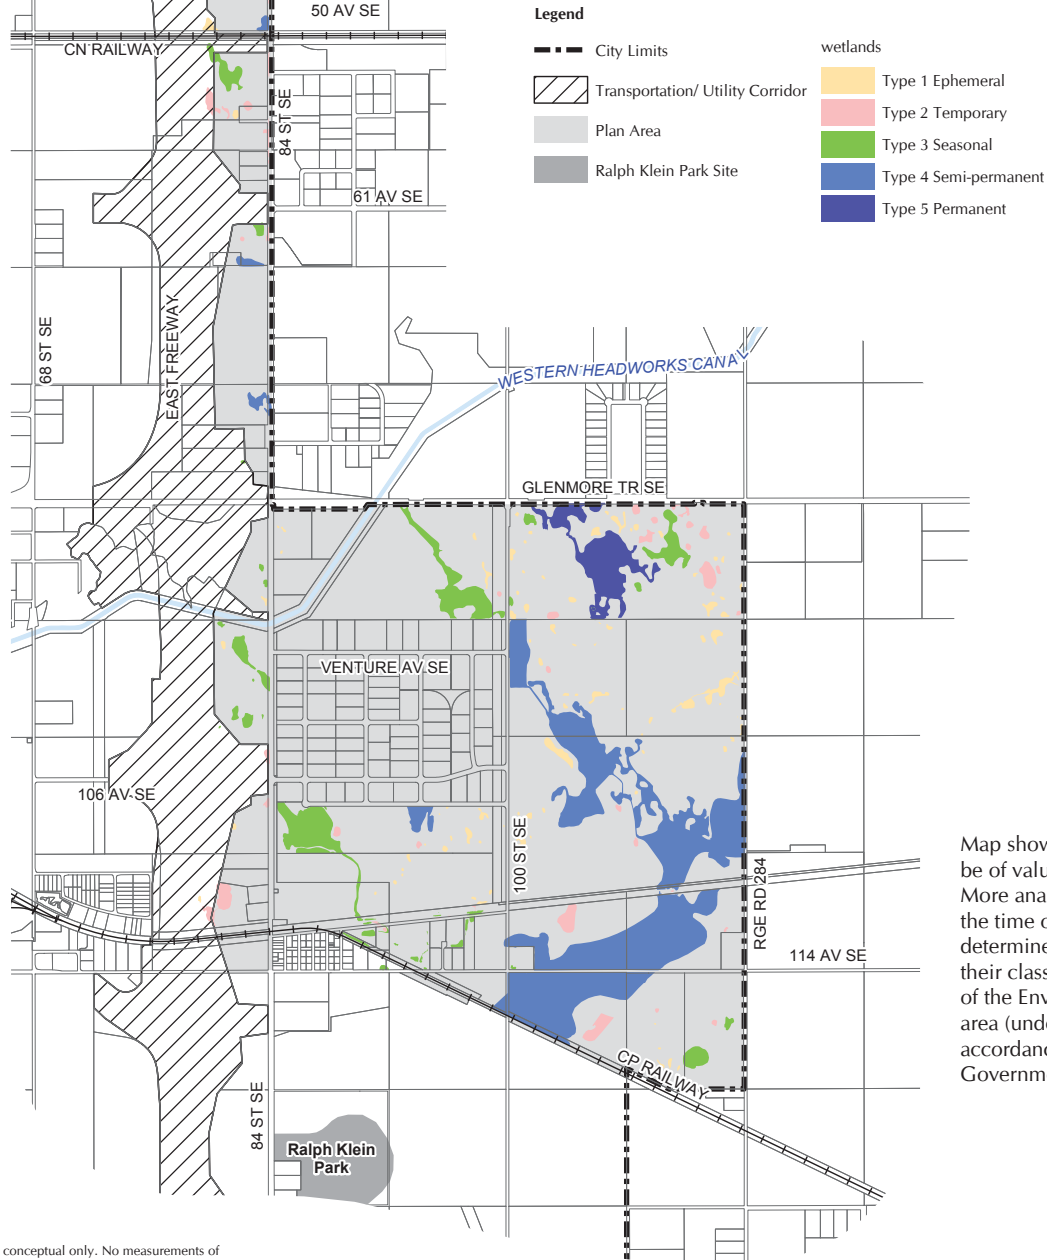 50 AV SE
CN RAILWAY
84 ST SE
61 AV SE
68 ST SE
EAST FREEWAY
Legend
City Limits
Transportation/ Utility Corridor
Plan Area
Ralph Klein Park Site
wetlands
Type 1 Ephemeral
Type 2 Temporary
Type 3 Seasonal
Type 4 Semi-permanent
Type 5 Permanent
WESTERN HEADWORKS CANAL
GLENMORE TR SE
VENTURE AV SE
106 AV SE
100 ST SE
RGE RD 284
114 AV SE
CP RAILWAY
84 ST SE
Ralph Klein
Park
Map show
be of valu
More ana
the time o
determine
their class
of the Env
area (unde
accordanc
Governm
conceptual only. No measurements of